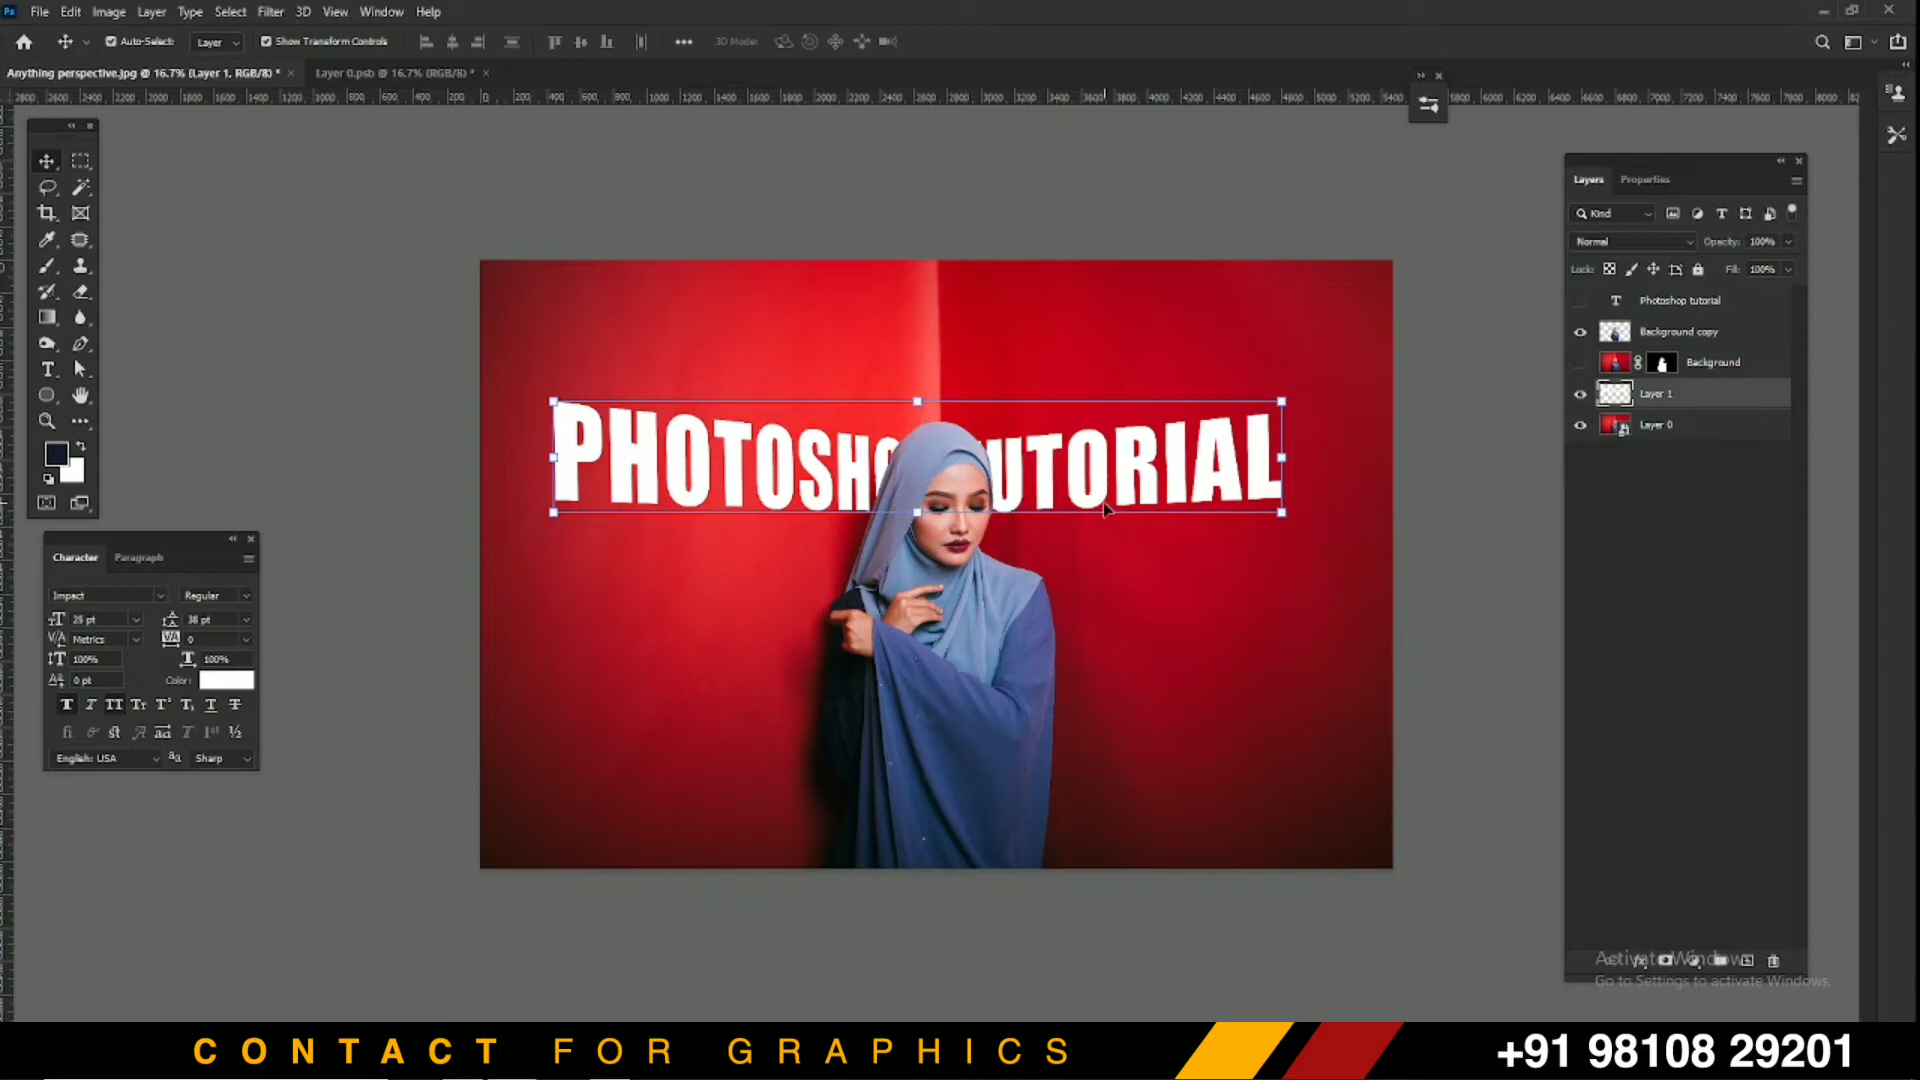 Ps File Edit Image Layer Type Select Filter 3D View Window Help
Auto-Select: Layer Show Transform Controls 3D Mode:
Anything perspective.jpg @ 16.7% (Layer 1, RGB/8) * Layer 0.psb @ 16.7% (RGB/8) *
Layers Properties
Kind
Normal Opacity: 100%
Lock: Fill: 100%
Photoshop tutorial
Background copy
Background
Layer 1
Layer 0
PHOTOSHO UTORIAL
Character Paragraph
Impact Regular
25 pt 38 pt
Metrics 0
100% 100%
0 pt Color:
English: USA Sharp
Activate Windows
Go to Settings to activate Windows.
CONTACT FOR GRAPHICS +91 98108 29201